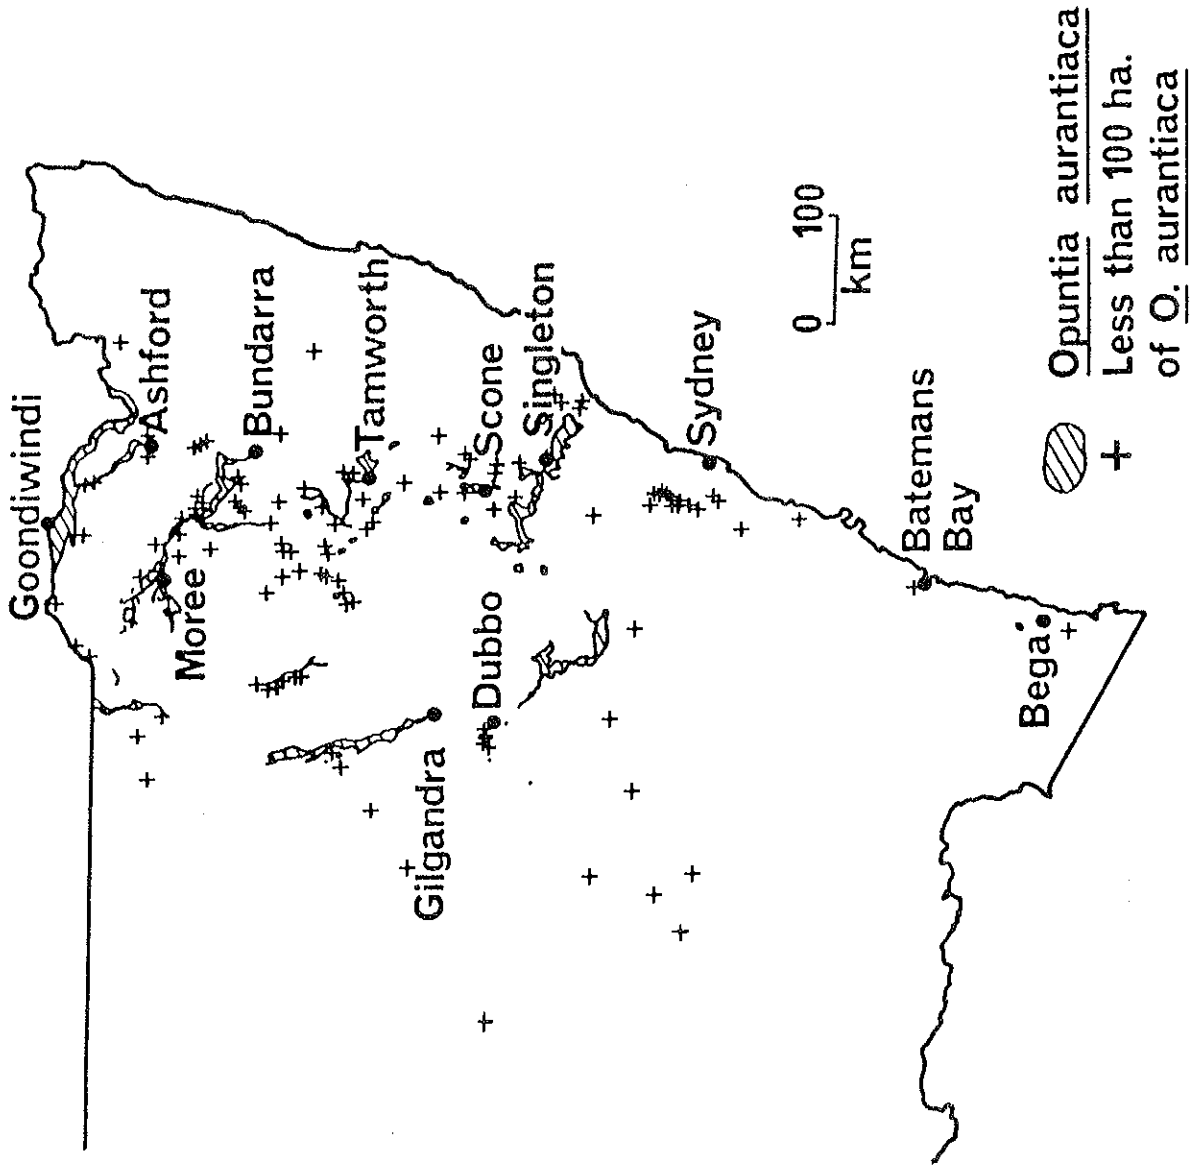 Goondiwindi
Ashford
Bundarra
Moree
Tamworth
Scone
Singleton
Gilgandra
Dubbo
Sydney
Batemans
Bay
Bega
0 100
km
Opuntia aurantiaca
Less than 100 ha.
of O. aurantiaca